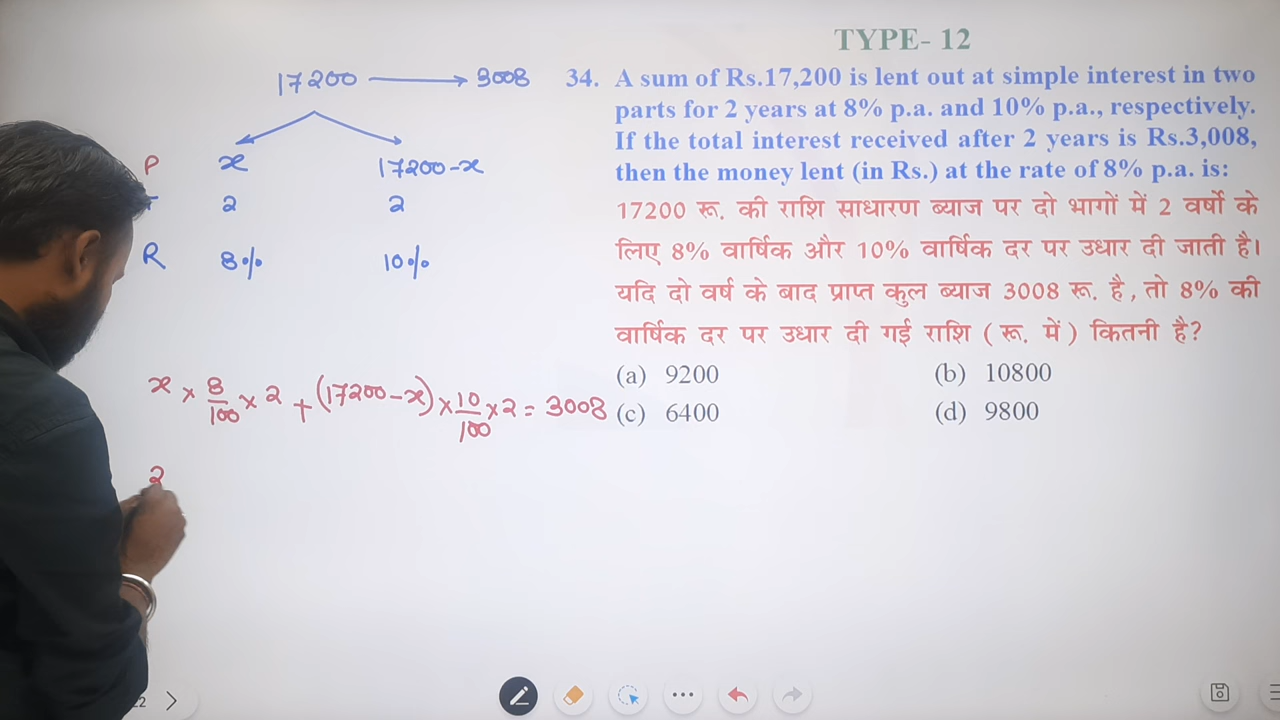 TYPE- 12
17200 → 3008
34. A sum of Rs.17,200 is lent out at simple interest in two
parts for 2 years at 8% p.a. and 10% p.a., respectively.
If the total interest received after 2 years is Rs.3,008,
then the money lent (in Rs.) at the rate of 8% p.a. is:
17200 रू. की राशि साधारण ब्याज पर दो भागों में 2 वर्षो के
लिए 8% वार्षिक और 10% वार्षिक दर पर उधार दी जाती है।
यदि दो वर्ष के बाद प्राप्त कुल ब्याज 3008 रू. है, तो 8% की
वार्षिक दर पर उधार दी गई राशि (रू. में) कितनी है?
(a) 9200 (b) 10800
(c) 6400 (d) 9800
P x 17200-x
2 2
R 8% 10%
x × 8/100 × 2 + (17200-x) × 10/100 × 2 = 3008
2